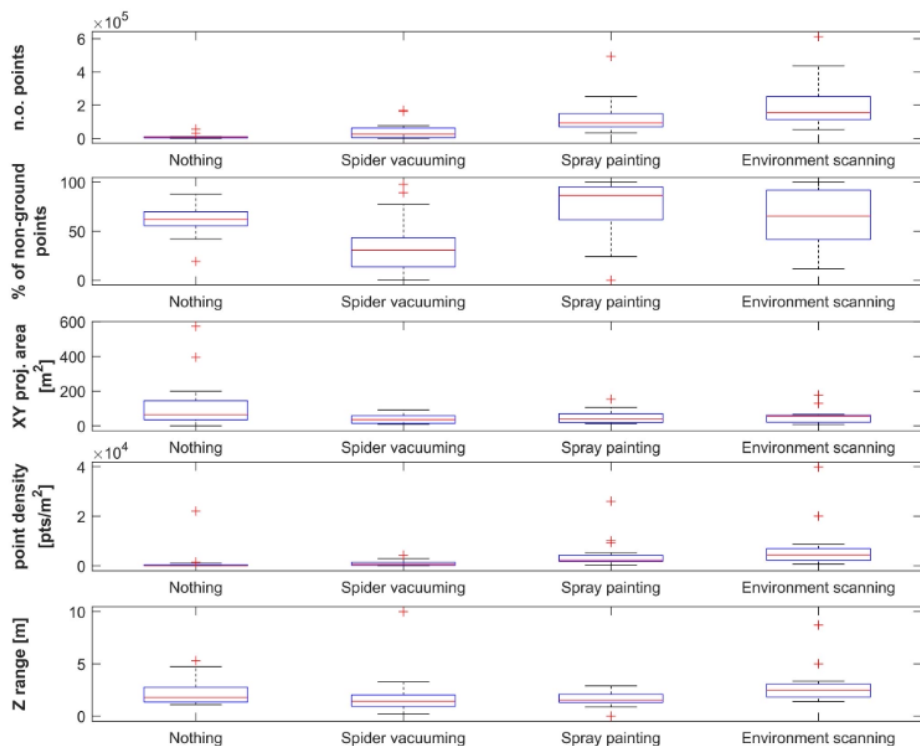 ×10⁵
n.o. points
6
4
2
0
Nothing Spider vacuuming Spray painting Environment scanning
% of non-ground
points
100
50
0
Nothing Spider vacuuming Spray painting Environment scanning
XY proj. area
[m²]
600
400
200
0
Nothing Spider vacuuming Spray painting Environment scanning
×10⁴
point density
[pts/m²]
4
2
0
Nothing Spider vacuuming Spray painting Environment scanning
Z range [m]
10
5
0
Nothing Spider vacuuming Spray painting Environment scanning